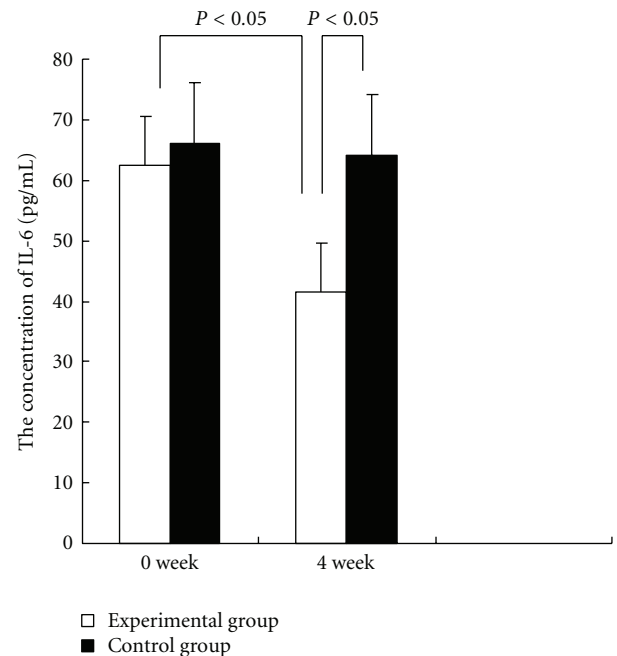 P < 0.05 P < 0.05
80
70
60
50
40
30
20
10
0
The concentration of IL-6 (pg/mL)
0 week 4 week
Experimental group
Control group